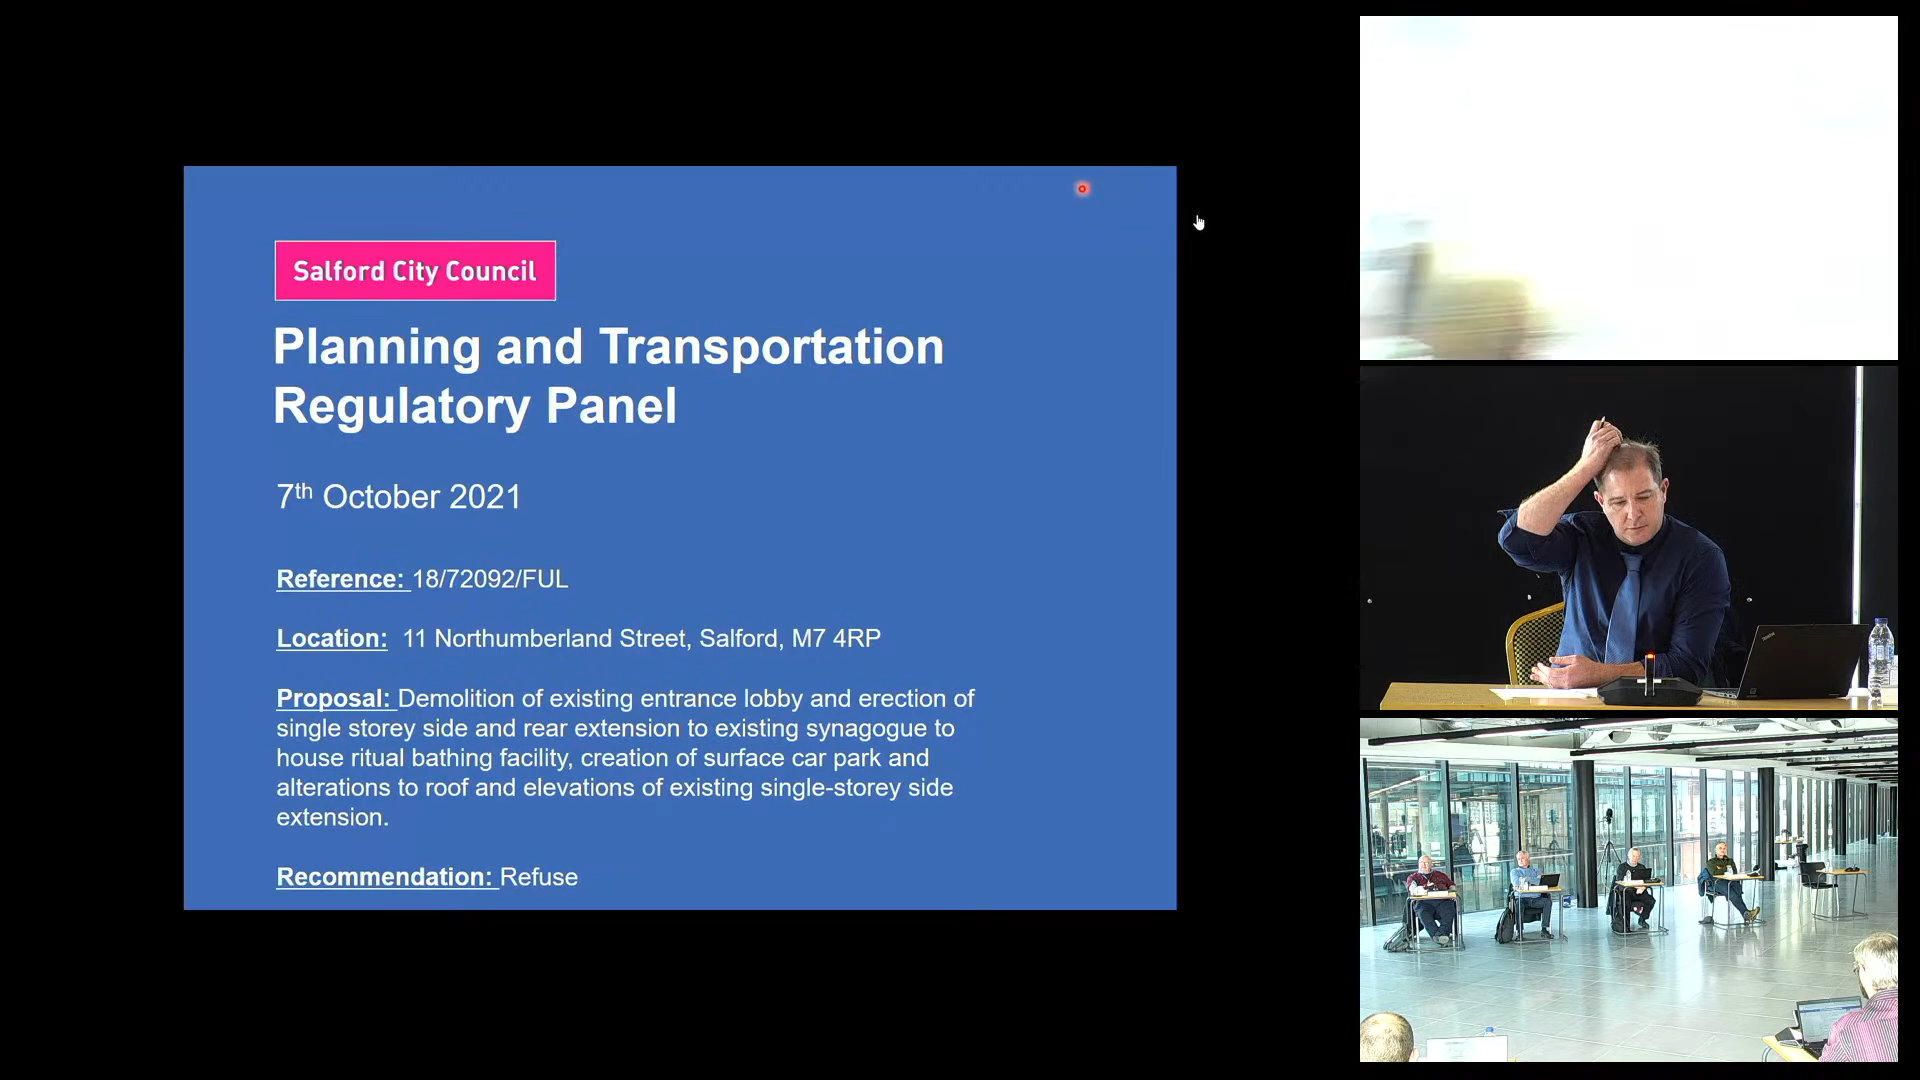 Salford City Council
Planning and Transportation
Regulatory Panel
7th October 2021
Reference: 18/72092/FUL
Location: 11 Northumberland Street, Salford, M7 4RP
Proposal: Demolition of existing entrance lobby and erection of
single storey side and rear extension to existing synagogue to
house ritual bathing facility, creation of surface car park and
alterations to roof and elevations of existing single-storey side
extension.
Recommendation: Refuse